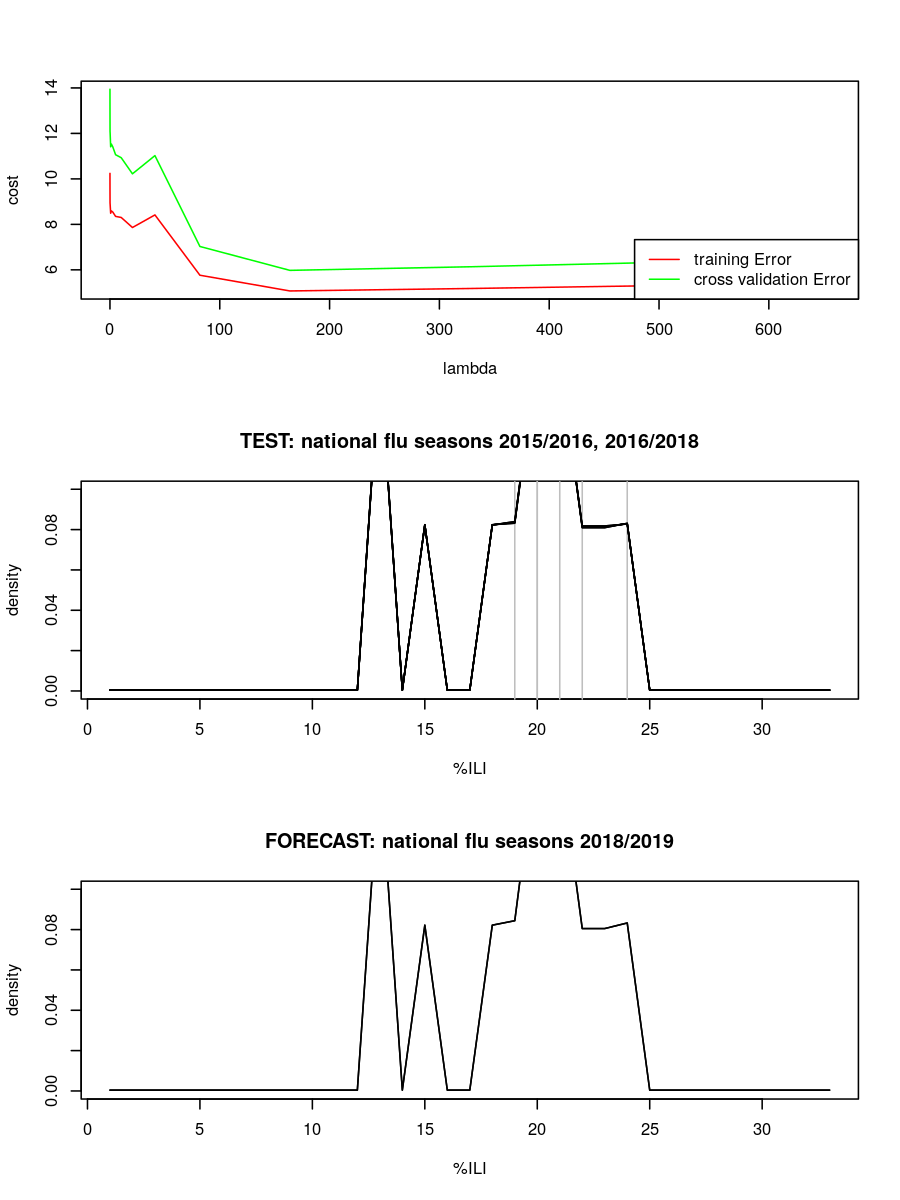 14
12
10
8
6
cost
0 100 200 300 400 500 600
lambda
training Error
cross validation Error
TEST: national flu seasons 2015/2016, 2016/2018
0.08
0.04
0.00
density
0 5 10 15 20 25 30
%ILI
FORECAST: national flu seasons 2018/2019
0.08
0.04
0.00
density
0 5 10 15 20 25 30
%ILI